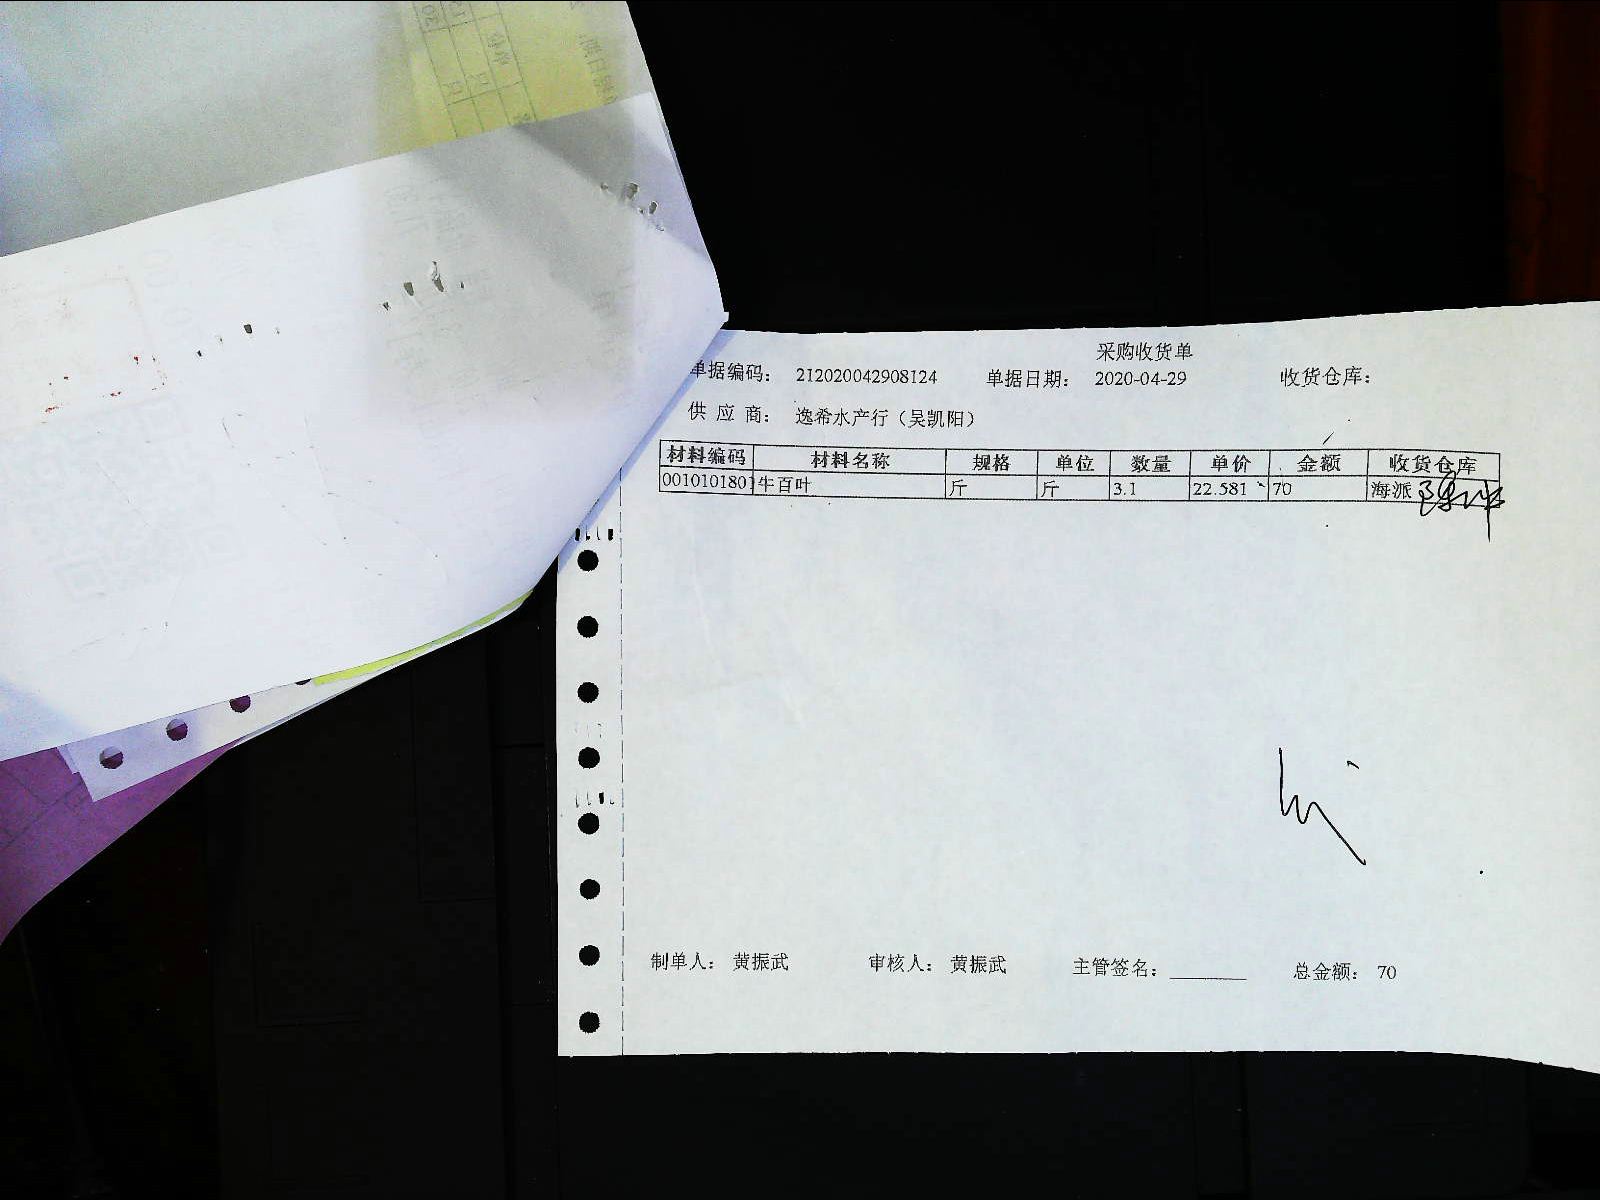 采购收货单
单据编码： 212020042908124 单据日期： 2020-04-29 收货仓库：
供 应 商： 逸希水产行（吴凯阳）
材料编码 材料名称 规格 单位 数量 单价 金额 收货仓库
001010180 牛百叶 斤 斤 3.1 22.581 70 海派
制单人： 黄振武 审核人： 黄振武 主管签名： 总金额： 70